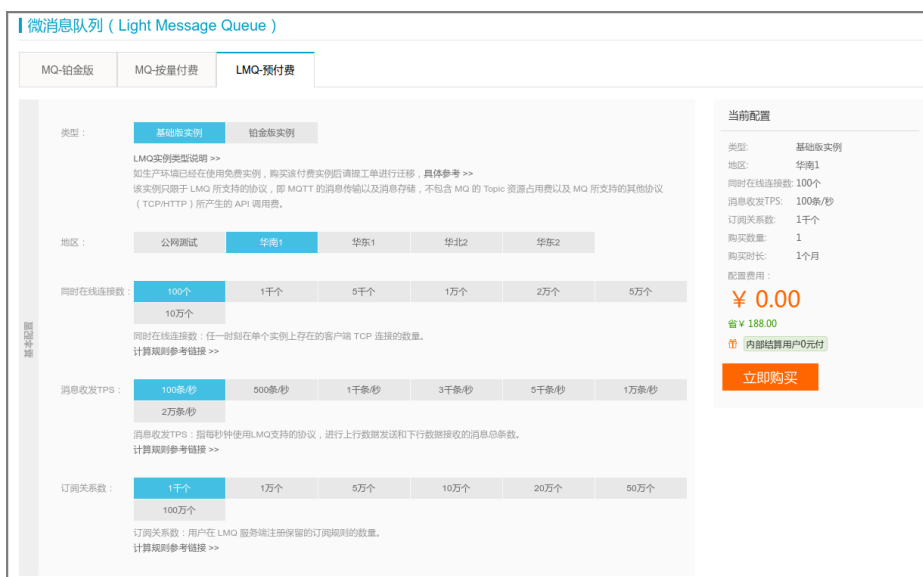 微消息队列 ( Light Message Queue )
MQ-铂金版
MQ-按量付费
LMQ-预付费
基本配置
类型：
基础版实例
铂金版实例
LMQ实例类型说明 >>
如生产环境已经在使用免费实例，购买该付费实例后请提工单进行迁移，具体参考 >>
该实例只限于 LMQ 所支持的协议，即 MQTT 的消息传输以及消息存储，不包含 MQ 的 Topic 资源占用费以及 MQ 所支持的其他协议
（TCP/HTTP）所产生的 API 调用费。
地区：
公网测试
华南1
华东1
华北2
华东2
同时在线连接数：
100个
1千个
5千个
1万个
2万个
5万个
10万个
同时在线连接数：任一时刻在单个实例上存在的客户端 TCP 连接的数量。
计算规则参考链接 >>
消息收发TPS：
100条/秒
500条/秒
1千条/秒
3千条/秒
5千条/秒
1万条/秒
2万条/秒
消息收发TPS：指每秒钟使用LMQ支持的协议，进行上行数据发送和下行数据接收的消息总条数。
计算规则参考链接 >>
订阅关系数：
1千个
1万个
5万个
10万个
20万个
50万个
100万个
订阅关系数：用户在 LMQ 服务端注册保留的订阅规则的数量。
计算规则参考链接 >>
当前配置
类型: 基础版实例
地区: 华南1
同时在线连接数: 100个
消息收发TPS: 100条/秒
订阅关系数: 1千个
购买数量: 1
购买时长: 1个月
配置费用：
¥ 0.00
省¥ 188.00
内部结算用户0元付
立即购买